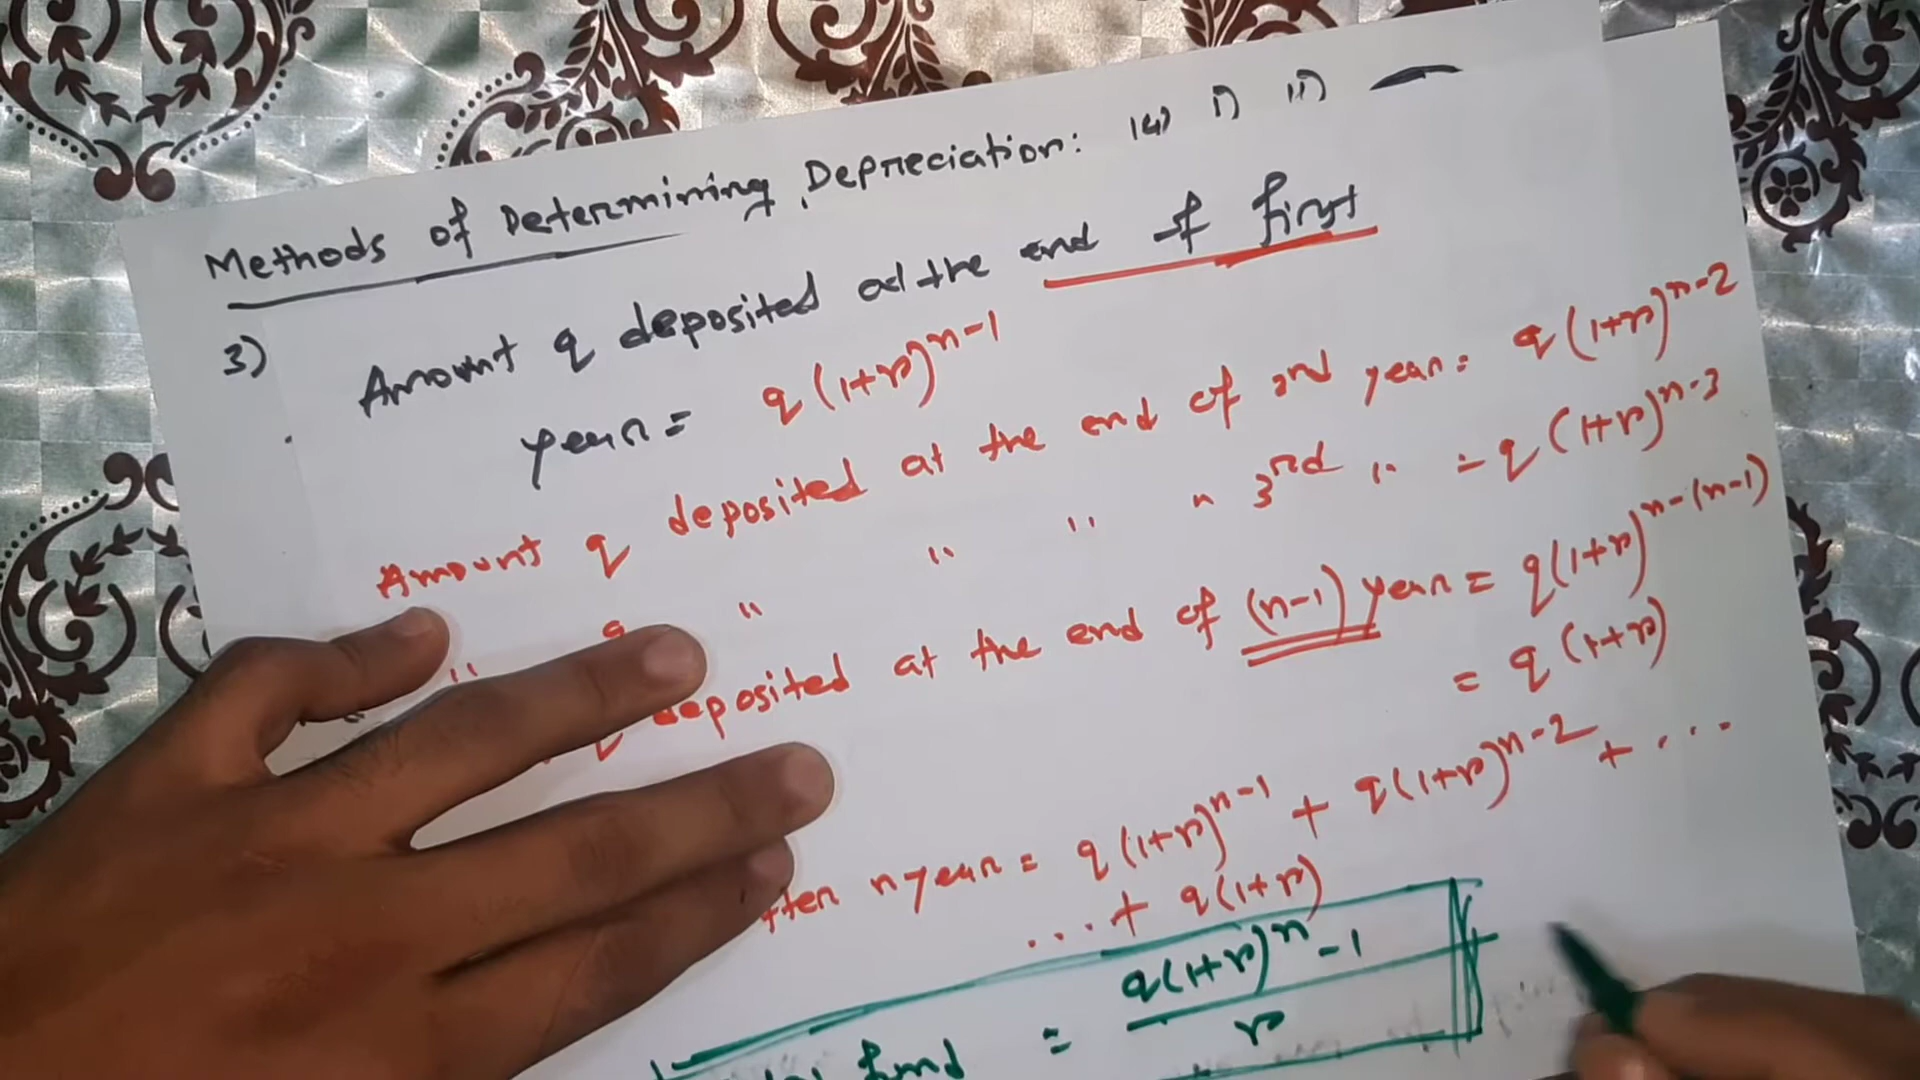 Methods of Determining Depreciation: 14) i) ii)
3) Amount q deposited at the end of first
year = q(1+r)^n-1
Amount q deposited at the end of 2nd year = q(1+r)^n-2
" q " " " " 3rd " = q(1+r)^n-3
q deposited at the end of (n-1) year = q(1+r)^n-(n-1)
= q(1+r)
n year = q(1+r)^n-1 + q(1+r)^n-2 + ...
... + q(1+r)
fund = q(1+r)^n - 1 / r